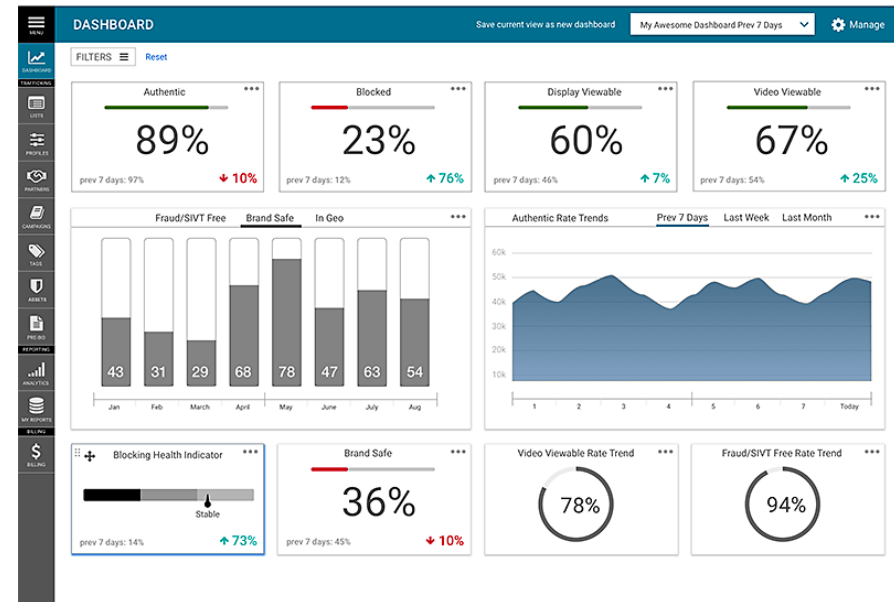 MENU
DASHBOARD
Save current view as new dashboard
My Awesome Dashboard Prev 7 Days
Manage
DASHBOARD
TRAFFICKING
LISTS
PROFILES
PARTNERS
CAMPAIGNS
TAGS
ASSETS
PRE-BID
REPORTING
ANALYTICS
MY REPORTS
BILLING
BILLING
FILTERS
Reset
Authentic
89%
prev 7 days: 97%
10%
Blocked
23%
prev 7 days: 12%
76%
Display Viewable
60%
prev 7 days: 46%
7%
Video Viewable
67%
prev 7 days: 54%
25%
Fraud/SIVT Free Brand Safe In Geo
43 31 29 68 78 47 63 54
Jan Feb March April May June July Aug
Authentic Rate Trends Prev 7 Days Last Week Last Month
60k
50k
40k
30k
20k
10k
1 2 3 4 5 6 7 Today
Blocking Health Indicator
Stable
prev 7 days: 14%
73%
Brand Safe
36%
prev 7 days: 45%
10%
Video Viewable Rate Trend
78%
Fraud/SIVT Free Rate Trend
94%